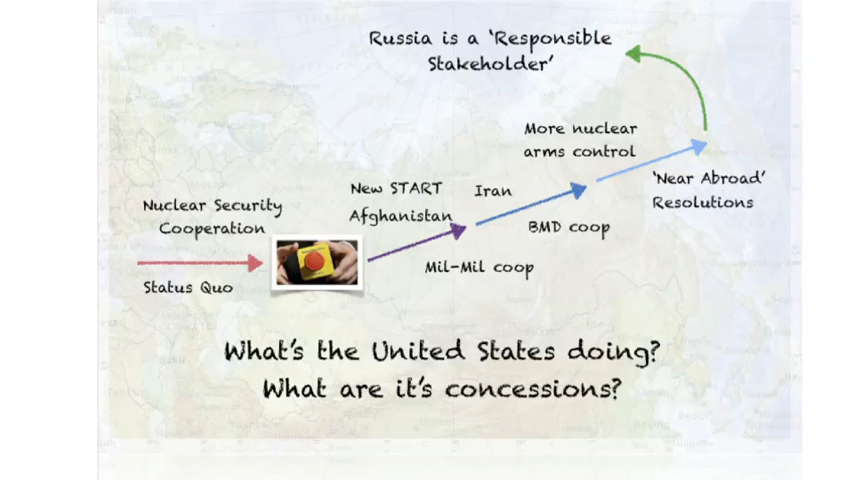 Russia is a 'Responsible
Stakeholder'
More nuclear
arms control
'Near Abroad'
Resolutions
New START
Iran
Afghanistan
BMD coop
Mil-Mil coop
Nuclear Security
Cooperation
Status Quo
What's the United States doing?
What are it's concessions?
Seoul